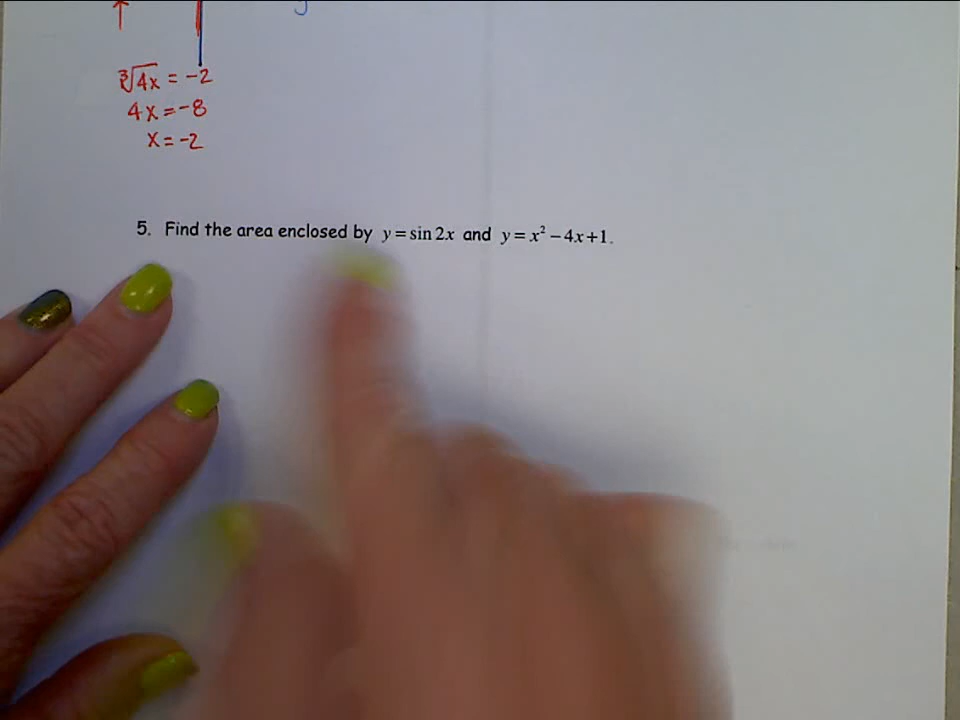 ∛4x = -2
4x = -8
x = -2
5. Find the area enclosed by y = sin 2x and y = x² − 4x + 1.